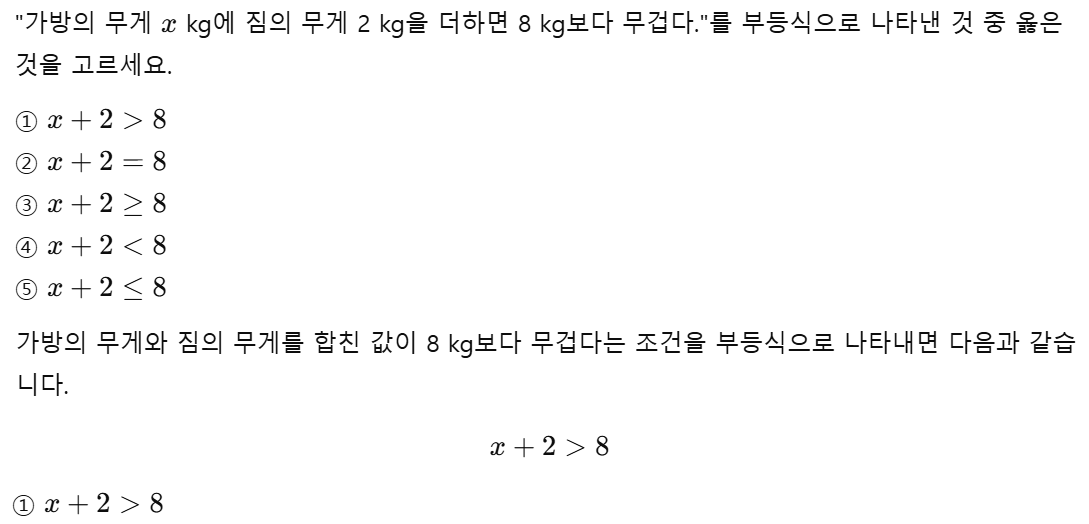 "가방의 무게 x kg에 짐의 무게 2 kg을 더하면 8 kg보다 무겁다."를 부등식으로 나타낸 것 중 옳은
것을 고르세요.
① x + 2 > 8
② x + 2 = 8
③ x + 2 ≥ 8
④ x + 2 < 8
⑤ x + 2 ≤ 8
가방의 무게와 짐의 무게를 합친 값이 8 kg보다 무겁다는 조건을 부등식으로 나타내면 다음과 같습
니다.
x + 2 > 8
① x + 2 > 8